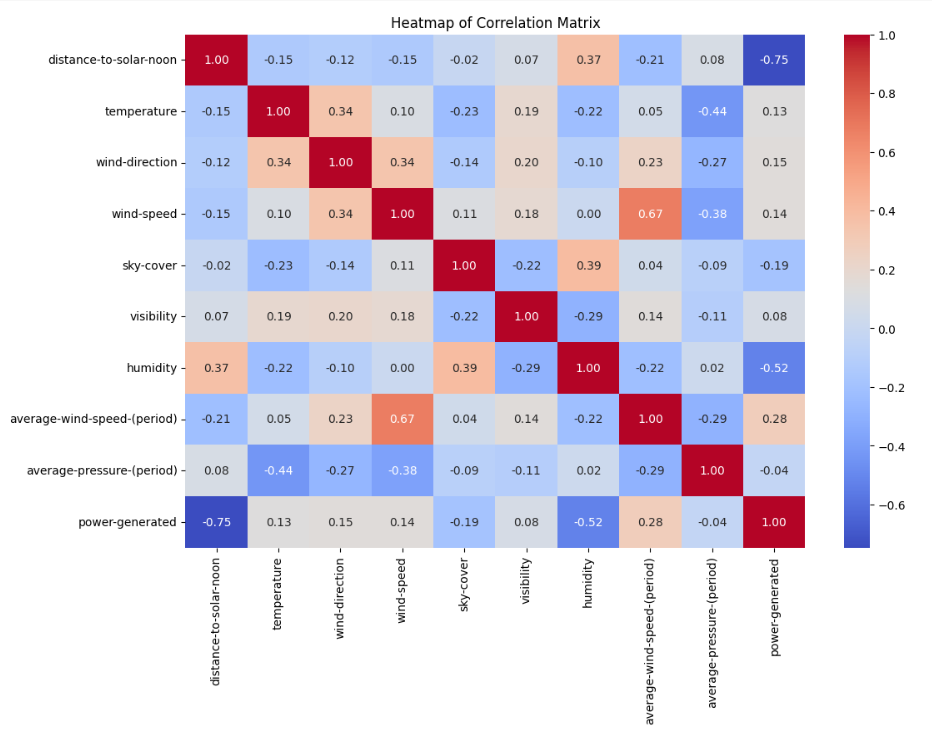 Heatmap of Correlation Matrix
distance-to-solar-noon 1.00 -0.15 -0.12 -0.15 -0.02 0.07 0.37 -0.21 0.08 -0.75
temperature -0.15 1.00 0.34 0.10 -0.23 0.19 -0.22 0.05 -0.44 0.13
wind-direction -0.12 0.34 1.00 0.34 -0.14 0.20 -0.10 0.23 -0.27 0.15
wind-speed -0.15 0.10 0.34 1.00 0.11 0.18 0.00 0.67 -0.38 0.14
sky-cover -0.02 -0.23 -0.14 0.11 1.00 -0.22 0.39 0.04 -0.09 -0.19
visibility 0.07 0.19 0.20 0.18 -0.22 1.00 -0.29 0.14 -0.11 0.08
humidity 0.37 -0.22 -0.10 0.00 0.39 -0.29 1.00 -0.22 0.02 -0.52
average-wind-speed-(period) -0.21 0.05 0.23 0.67 0.04 0.14 -0.22 1.00 -0.29 0.28
average-pressure-(period) 0.08 -0.44 -0.27 -0.38 -0.09 -0.11 0.02 -0.29 1.00 -0.04
power-generated -0.75 0.13 0.15 0.14 -0.19 0.08 -0.52 0.28 -0.04 1.00
distance-to-solar-noon
temperature
wind-direction
wind-speed
sky-cover
visibility
humidity
average-wind-speed-(period)
average-pressure-(period)
power-generated
1.0
0.8
0.6
0.4
0.2
0.0
−0.2
−0.4
−0.6